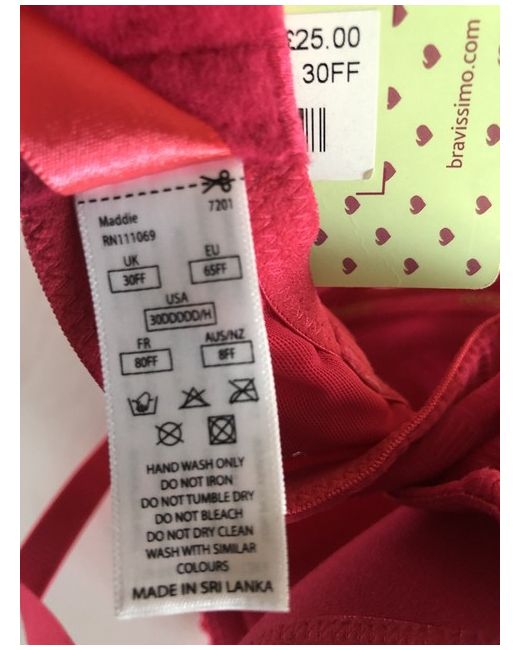 £25.00
30FF
bravissimo.com
7201
Maddie
RN111069
UK
30FF
EU
65FF
USA
30DDDDD/H
FR
80FF
AUS/NZ
8FF
HAND WASH ONLY
DO NOT IRON
DO NOT TUMBLE DRY
DO NOT BLEACH
DO NOT DRY CLEAN
WASH WITH SIMILAR
COLOURS
MADE IN SRI LANKA